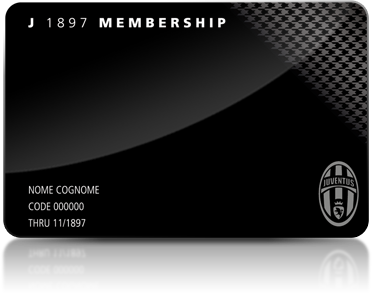 J 1897 MEMBERSHIP
NOME COGNOME
CODE 000000
THRU 11/1897
JUVENTUS